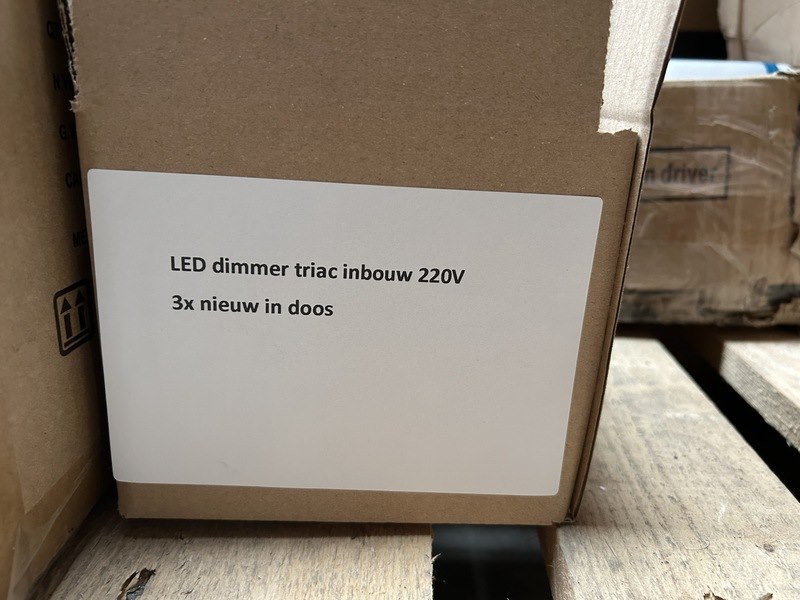 LED dimmer triac inbouw 220V
3x nieuw in doos
driver